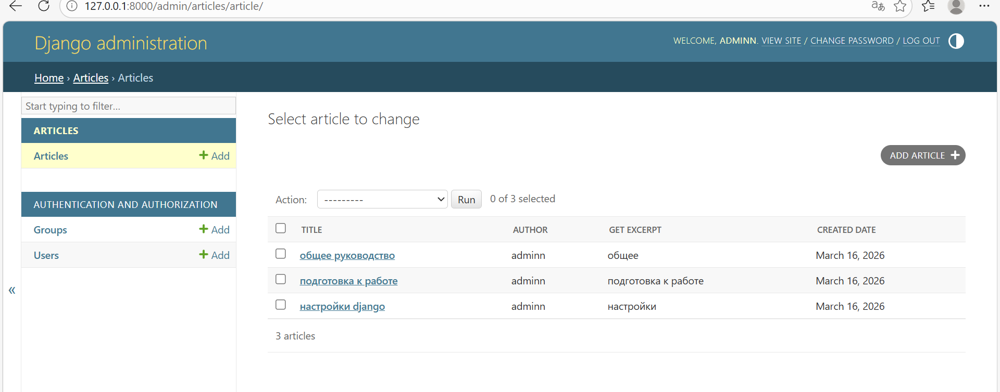 127.0.0.1:8000/admin/articles/article/
Django administration
WELCOME, ADMINN. VIEW SITE / CHANGE PASSWORD / LOG OUT
Home › Articles › Articles
Start typing to filter...
ARTICLES
Articles + Add
AUTHENTICATION AND AUTHORIZATION
Groups + Add
Users + Add
«
Select article to change
ADD ARTICLE +
Action: --------- Run 0 of 3 selected
TITLE AUTHOR GET EXCERPT CREATED DATE
общее руководство adminn общее March 16, 2026
подготовка к работе adminn подготовка к работе March 16, 2026
настройки django adminn настройки March 16, 2026
3 articles